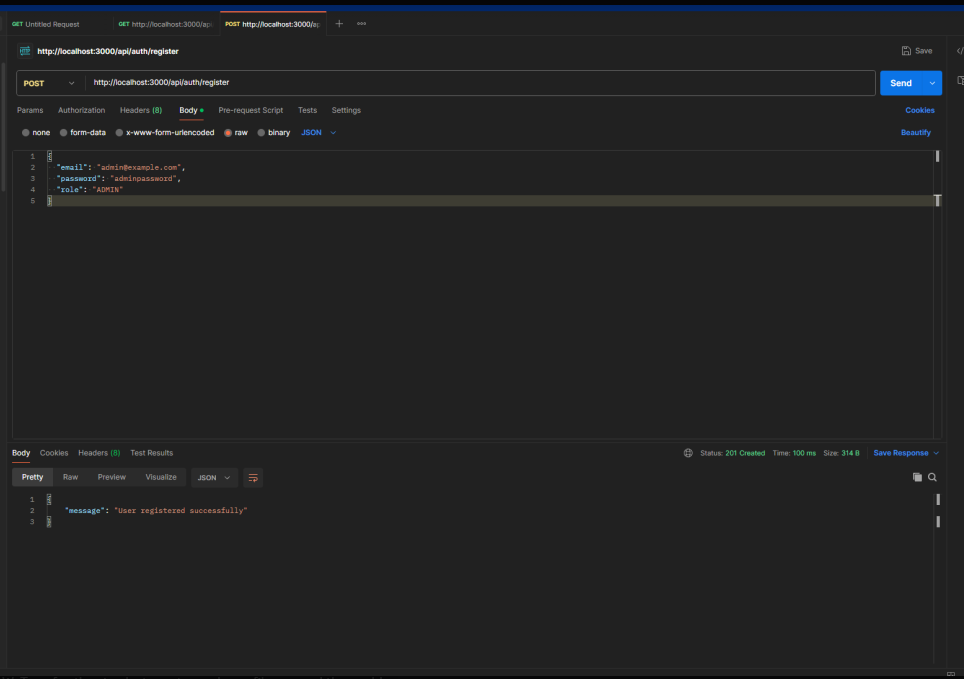 GET Untitled Request GET http://localhost:3000/ap POST http://localhost:3000/ap
http://localhost:3000/api/auth/register Save
POST http://localhost:3000/api/auth/register Send
Params Authorization Headers (8) Body Pre-request Script Tests Settings Cookies
none form-data x-www-form-urlencoded raw binary JSON Beautify
1 {
2 "email": "admin@example.com",
3 "password": "adminpassword",
4 "role": "ADMIN"
5 }
Body Cookies Headers (8) Test Results Status: 201 Created Time: 100 ms Size: 314 B Save Response
Pretty Raw Preview Visualize JSON
1 {
2 "message": "User registered successfully"
3 }